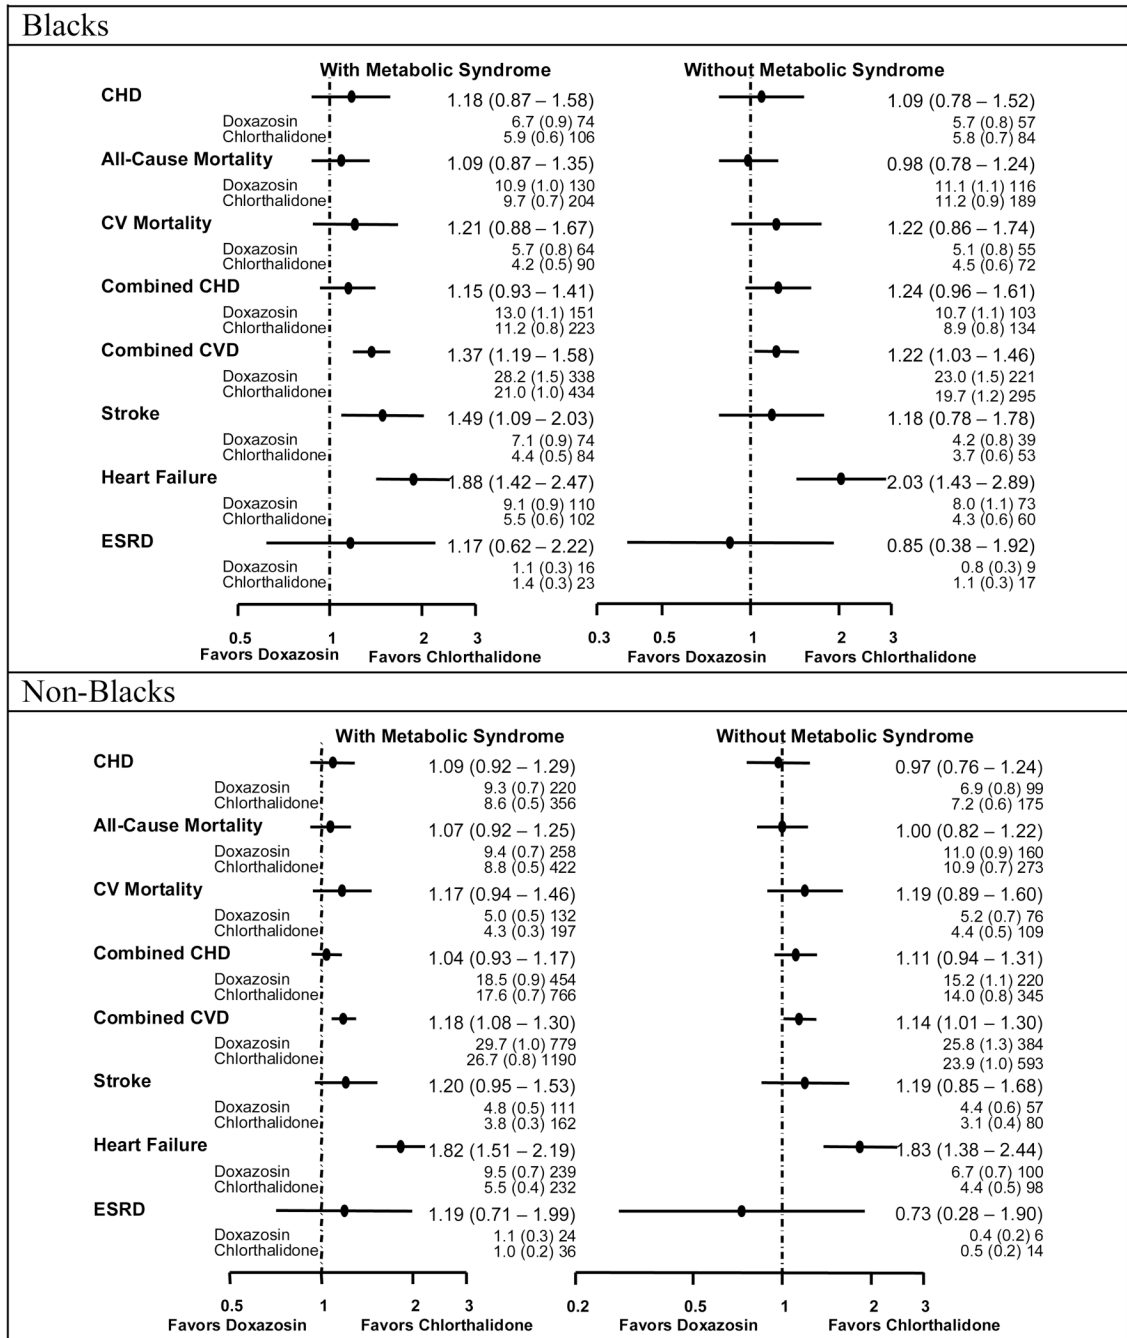 Blacks
With Metabolic Syndrome Without Metabolic Syndrome
CHD 1.18 (0.87 – 1.58) 1.09 (0.78 – 1.52)
Doxazosin 6.7 (0.9) 74 5.7 (0.8) 57
Chlorthalidone 5.9 (0.6) 106 5.8 (0.7) 84
All-Cause Mortality 1.09 (0.87 – 1.35) 0.98 (0.78 – 1.24)
Doxazosin 10.9 (1.0) 130 11.1 (1.1) 116
Chlorthalidone 9.7 (0.7) 204 11.2 (0.9) 189
CV Mortality 1.21 (0.88 – 1.67) 1.22 (0.86 – 1.74)
Doxazosin 5.7 (0.8) 64 5.1 (0.8) 55
Chlorthalidone 4.2 (0.5) 90 4.5 (0.6) 72
Combined CHD 1.15 (0.93 – 1.41) 1.24 (0.96 – 1.61)
Doxazosin 13.0 (1.1) 151 10.7 (1.1) 103
Chlorthalidone 11.2 (0.8) 223 8.9 (0.8) 134
Combined CVD 1.37 (1.19 – 1.58) 1.22 (1.03 – 1.46)
Doxazosin 28.2 (1.5) 338 23.0 (1.5) 221
Chlorthalidone 21.0 (1.0) 434 19.7 (1.2) 295
Stroke 1.49 (1.09 – 2.03) 1.18 (0.78 – 1.78)
Doxazosin 7.1 (0.9) 74 4.2 (0.8) 39
Chlorthalidone 4.4 (0.5) 84 3.7 (0.6) 53
Heart Failure 1.88 (1.42 – 2.47) 2.03 (1.43 – 2.89)
Doxazosin 9.1 (0.9) 110 8.0 (1.1) 73
Chlorthalidone 5.5 (0.6) 102 4.3 (0.6) 60
ESRD 1.17 (0.62 – 2.22) 0.85 (0.38 – 1.92)
Doxazosin 1.1 (0.3) 16 0.8 (0.3) 9
Chlorthalidone 1.4 (0.3) 23 1.1 (0.3) 17
0.5 1 2 3 0.3 0.5 1 2 3
Favors Doxazosin Favors Chlorthalidone Favors Doxazosin Favors Chlorthalidone
Non-Blacks
With Metabolic Syndrome Without Metabolic Syndrome
CHD 1.09 (0.92 – 1.29) 0.97 (0.76 – 1.24)
Doxazosin 9.3 (0.7) 220 6.9 (0.8) 99
Chlorthalidone 8.6 (0.5) 356 7.2 (0.6) 175
All-Cause Mortality 1.07 (0.92 – 1.25) 1.00 (0.82 – 1.22)
Doxazosin 9.4 (0.7) 258 11.0 (0.9) 160
Chlorthalidone 8.8 (0.5) 422 10.9 (0.7) 273
CV Mortality 1.17 (0.94 – 1.46) 1.19 (0.89 – 1.60)
Doxazosin 5.0 (0.5) 132 5.2 (0.7) 76
Chlorthalidone 4.3 (0.3) 197 4.4 (0.5) 109
Combined CHD 1.04 (0.93 – 1.17) 1.11 (0.94 – 1.31)
Doxazosin 18.5 (0.9) 454 15.2 (1.1) 220
Chlorthalidone 17.6 (0.7) 766 14.0 (0.8) 345
Combined CVD 1.18 (1.08 – 1.30) 1.14 (1.01 – 1.30)
Doxazosin 29.7 (1.0) 779 25.8 (1.3) 384
Chlorthalidone 26.7 (0.8) 1190 23.9 (1.0) 593
Stroke 1.20 (0.95 – 1.53) 1.19 (0.85 – 1.68)
Doxazosin 4.8 (0.5) 111 4.4 (0.6) 57
Chlorthalidone 3.8 (0.3) 162 3.1 (0.4) 80
Heart Failure 1.82 (1.51 – 2.19) 1.83 (1.38 – 2.44)
Doxazosin 9.5 (0.7) 239 6.7 (0.7) 100
Chlorthalidone 5.5 (0.4) 232 4.4 (0.5) 98
ESRD 1.19 (0.71 – 1.99) 0.73 (0.28 – 1.90)
Doxazosin 1.1 (0.3) 24 0.4 (0.2) 6
Chlorthalidone 1.0 (0.2) 36 0.5 (0.2) 14
0.5 1 2 3 0.2 0.5 1 2 3
Favors Doxazosin Favors Chlorthalidone Favors Doxazosin Favors Chlorthalidone